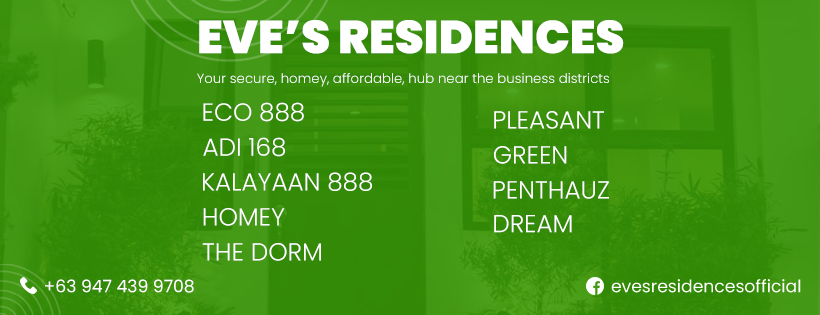 EVE'S RESIDENCES
Your secure, homey, affordable, hub near the business districts
ECO 888
ADI 168
KALAYAAN 888
HOMEY
THE DORM
PLEASANT
GREEN
PENTHAUZ
DREAM
+63 947 439 9708
evesresidencesofficial